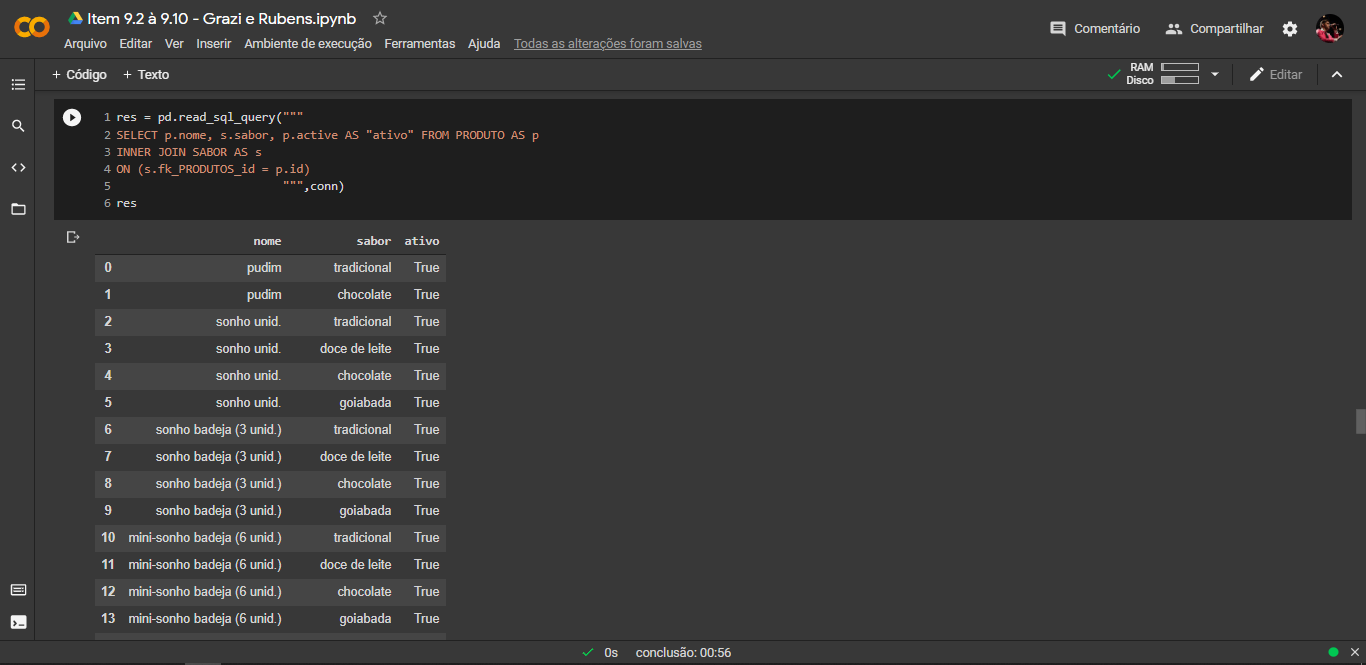 Item 9.2 à 9.10 - Grazi e Rubens.ipynb
Comentário
Compartilhar
Arquivo Editar Ver Inserir Ambiente de execução Ferramentas Ajuda Todas as alterações foram salvas
+ Código + Texto
RAM
Disco
Editar
1 res = pd.read_sql_query("""
2 SELECT p.nome, s.sabor, p.active AS "ativo" FROM PRODUTO AS p
3 INNER JOIN SABOR AS s
4 ON (s.fk_PRODUTOS_id = p.id)
5 """,conn)
6 res
nome sabor ativo
0 pudim tradicional True
1 pudim chocolate True
2 sonho unid. tradicional True
3 sonho unid. doce de leite True
4 sonho unid. chocolate True
5 sonho unid. goiabada True
6 sonho badeja (3 unid.) tradicional True
7 sonho badeja (3 unid.) doce de leite True
8 sonho badeja (3 unid.) chocolate True
9 sonho badeja (3 unid.) goiabada True
10 mini-sonho badeja (6 unid.) tradicional True
11 mini-sonho badeja (6 unid.) doce de leite True
12 mini-sonho badeja (6 unid.) chocolate True
13 mini-sonho badeja (6 unid.) goiabada True
0s conclusão: 00:56